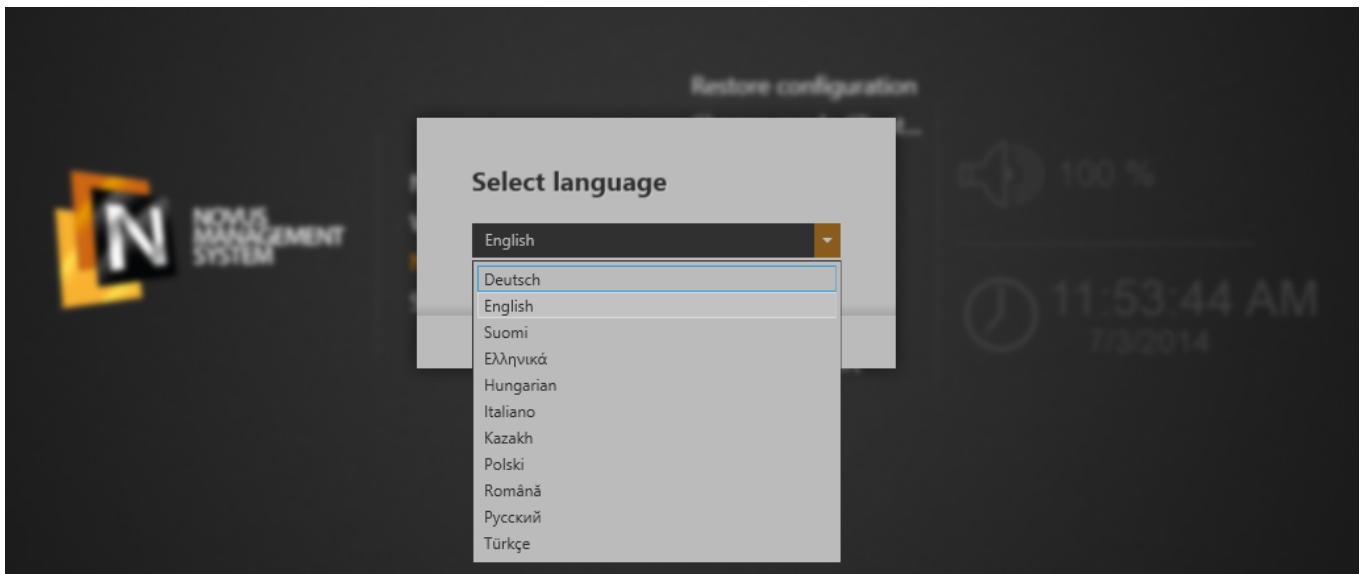 Restore configuration
Select language
English
Deutsch
English
Suomi
Ελληνικά
Hungarian
Italiano
Kazakh
Polski
Română
Русский
Türkçe
NOVUS
MANAGEMENT
SYSTEM
100 %
11:53:44 AM
7/3/2014